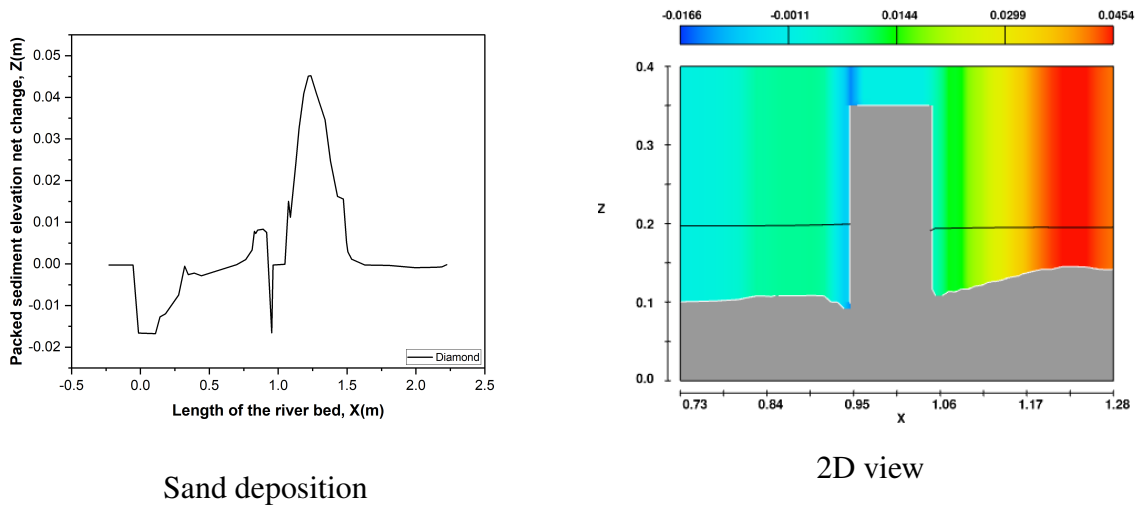 Packed sediment elevation net change, Z(m)
0.05
0.04
0.03
0.02
0.01
0.00
-0.01
-0.02
-0.5 0.0 0.5 1.0 1.5 2.0 2.5
Diamond
Length of the river bed, X(m)
Sand deposition
-0.0166 -0.0011 0.0144 0.0299 0.0454
0.4
0.3
0.2
0.1
0.0
Z
0.73 0.84 0.95 1.06 1.17 1.28
X
2D view